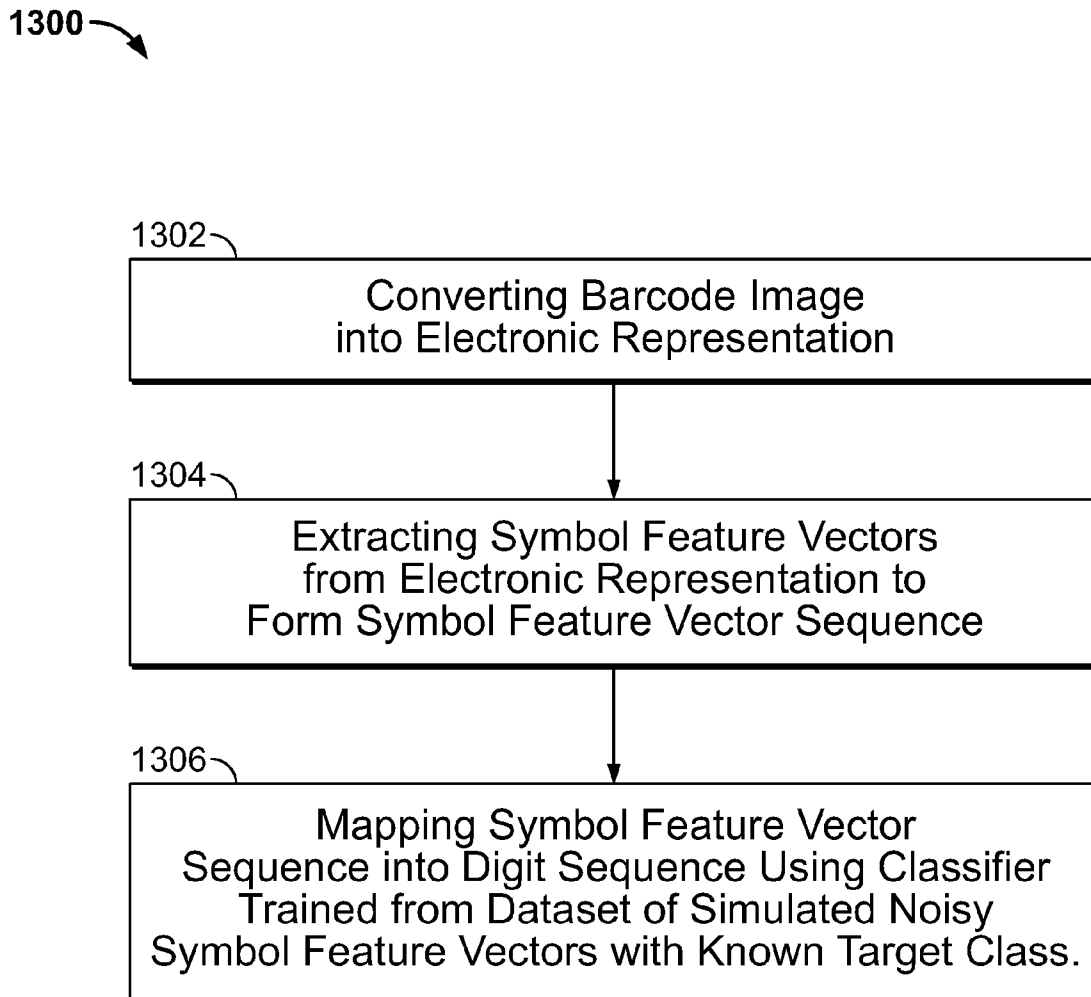 1300
1302
Converting Barcode Image
into Electronic Representation
1304
Extracting Symbol Feature Vectors
from Electronic Representation to
Form Symbol Feature Vector Sequence
1306
Mapping Symbol Feature Vector
Sequence into Digit Sequence Using Classifier
Trained from Dataset of Simulated Noisy
Symbol Feature Vectors with Known Target Class.